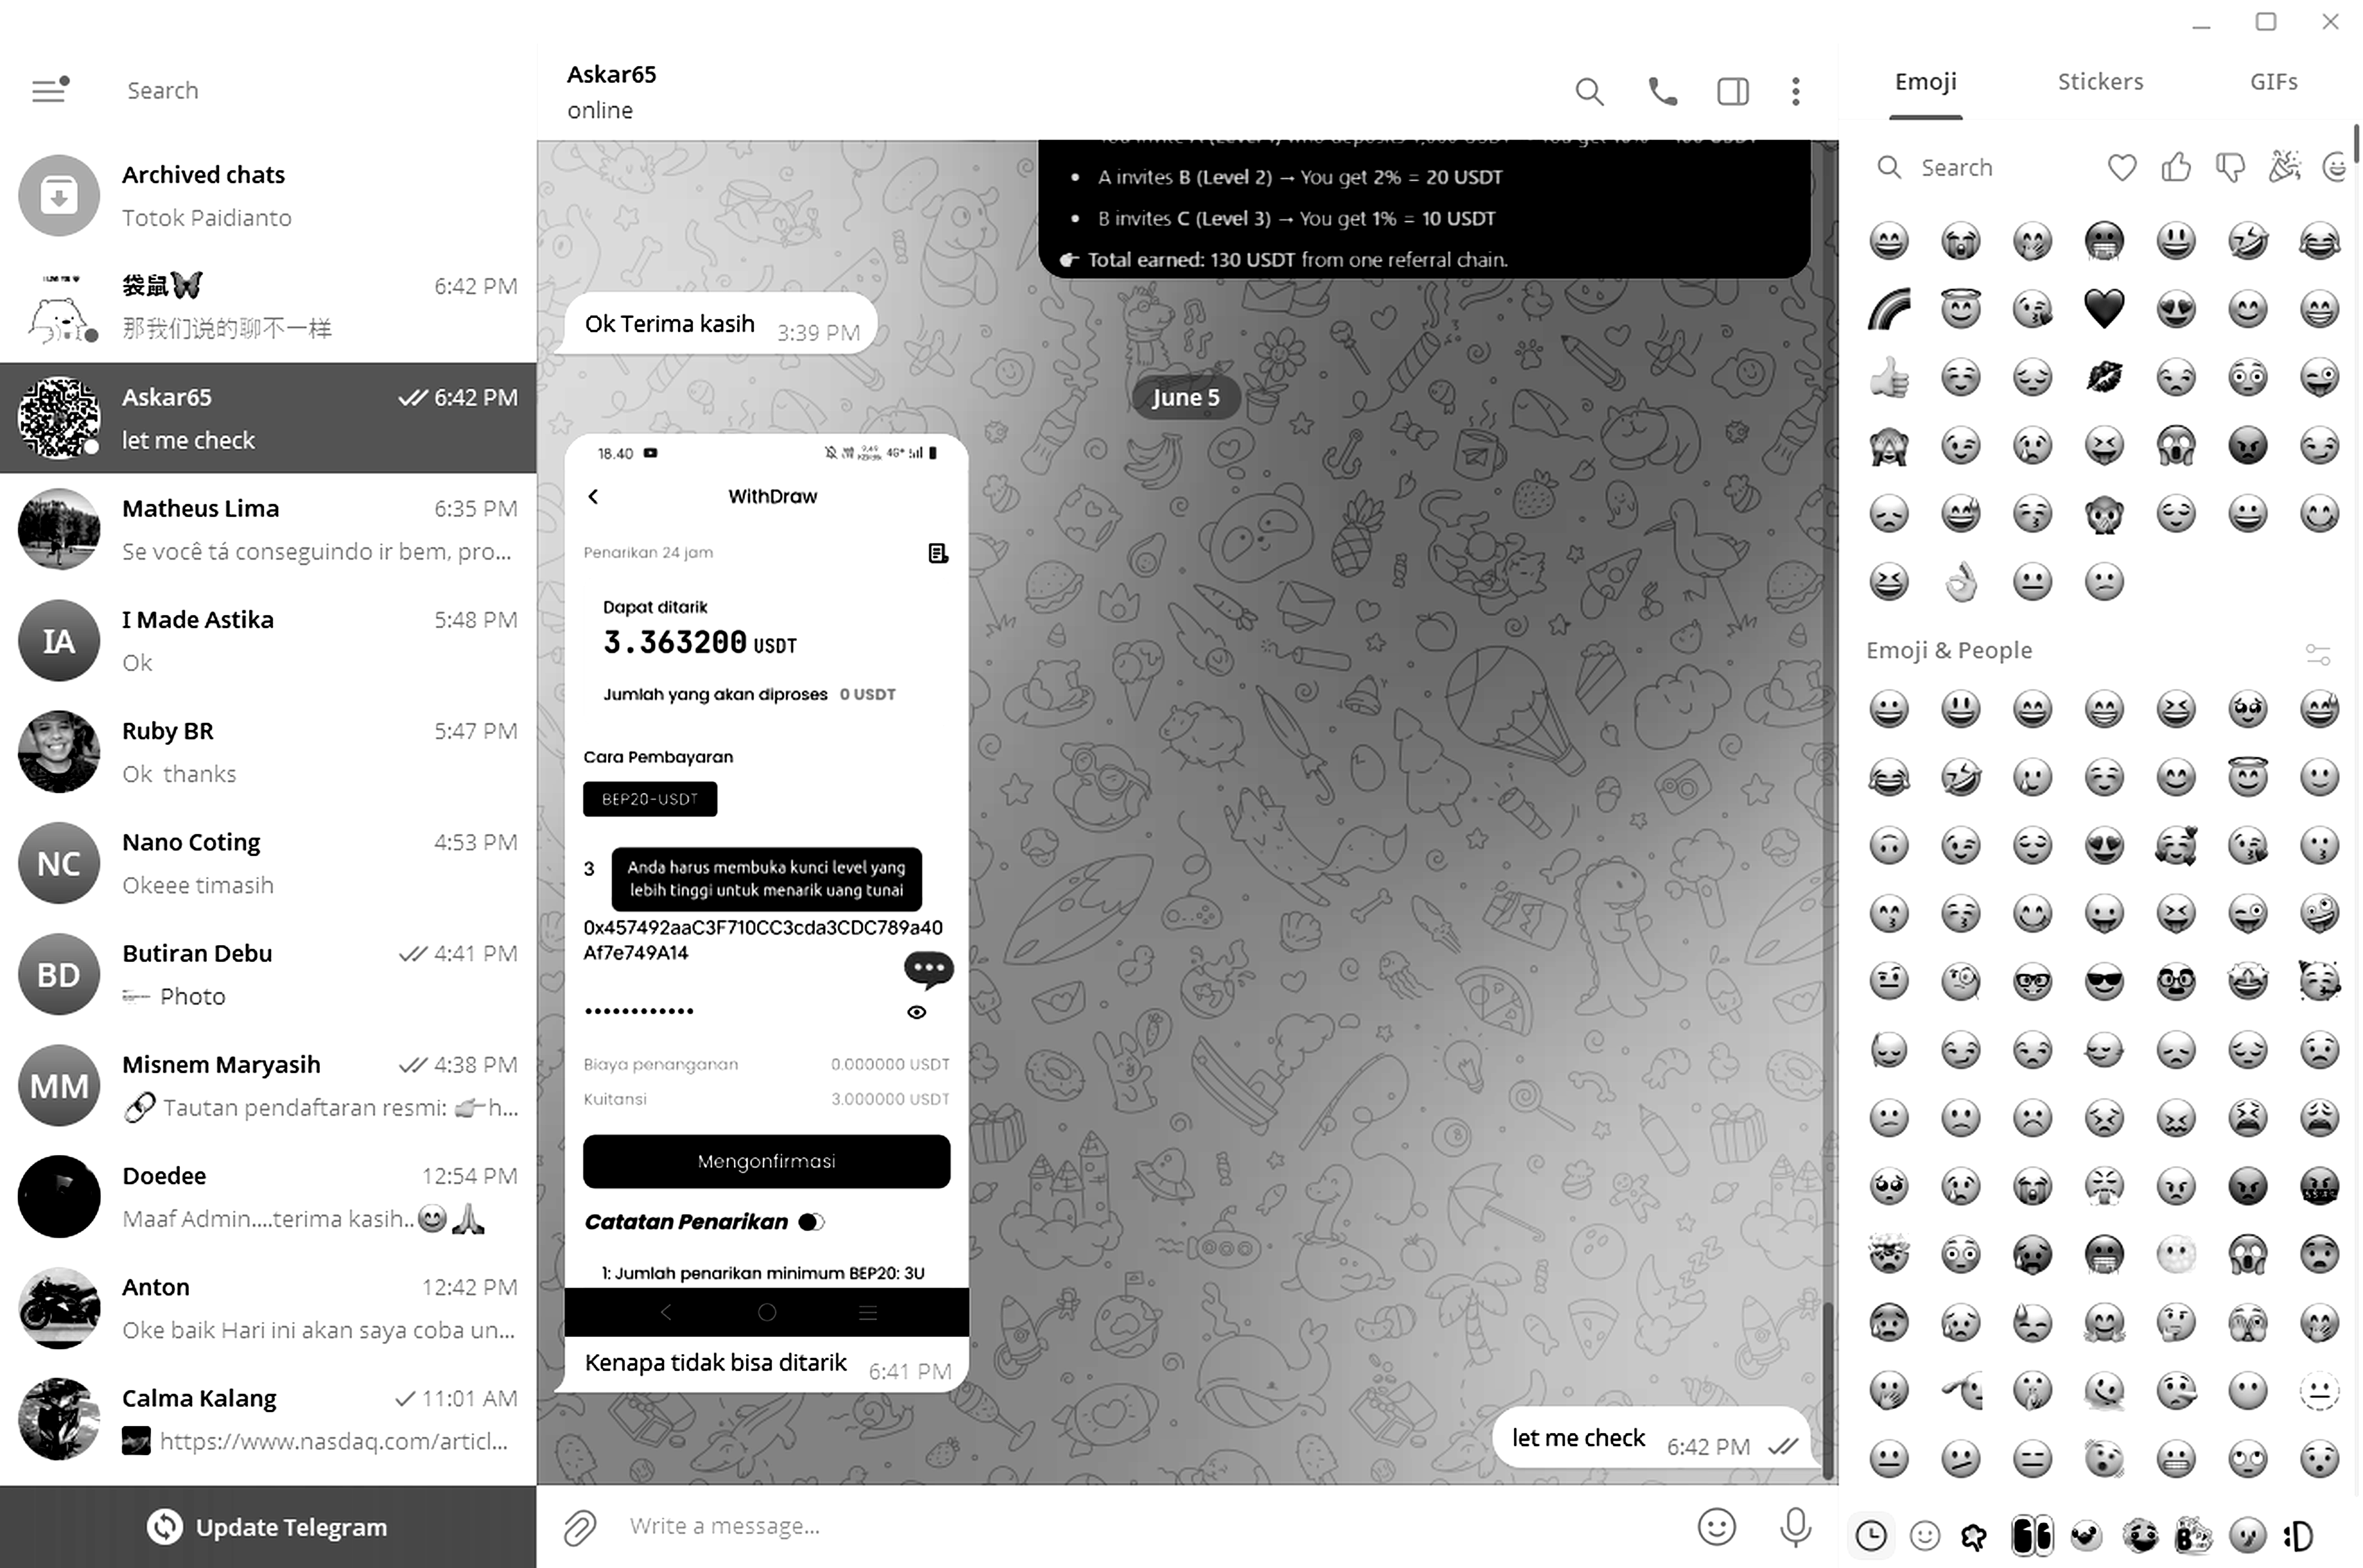 Search
Archived chats
Totok Paidianto
袋鼠🦋 6:42 PM
那我们说的聊不一样
Askar65 6:42 PM
let me check
Matheus Lima 6:35 PM
Se você tá conseguindo ir bem, pro...
IA
I Made Astika 5:48 PM
Ok
Ruby BR 5:47 PM
Ok thanks
NC
Nano Coting 4:53 PM
Okeee timasih
BD
Butiran Debu 4:41 PM
Photo
MM
Misnem Maryasih 4:38 PM
🔗 Tautan pendaftaran resmi: 👉h...
Doedee 12:54 PM
Maaf Admin....terima kasih..😊🙏
Anton 12:42 PM
Oke baik Hari ini akan saya coba un...
Calma Kalang 11:01 AM
https://www.nasdaq.com/articl...
Update Telegram
Askar65
online
• A invites B (Level 2) → You get 2% = 20 USDT
• B invites C (Level 3) → You get 1% = 10 USDT
👉 Total earned: 130 USDT from one referral chain.
Ok Terima kasih 3:39 PM
June 5
18.40 4G+
WithDraw
Penarikan 24 jam
Dapat ditarik
3.363200 USDT
Jumlah yang akan diproses 0 USDT
Cara Pembayaran
BEP20-USDT
3
Anda harus membuka kunci level yang
lebih tinggi untuk menarik uang tunai
0x457492aaC3F710CC3cda3CDC789a40
Af7e749A14
Biaya penanganan 0.000000 USDT
Kuitansi 3.000000 USDT
Mengonfirmasi
Catatan Penarikan
1: Jumlah penarikan minimum BEP20: 3U
Kenapa tidak bisa ditarik 6:41 PM
let me check 6:42 PM
Write a message...
Emoji Stickers GIFs
Search
Emoji & People